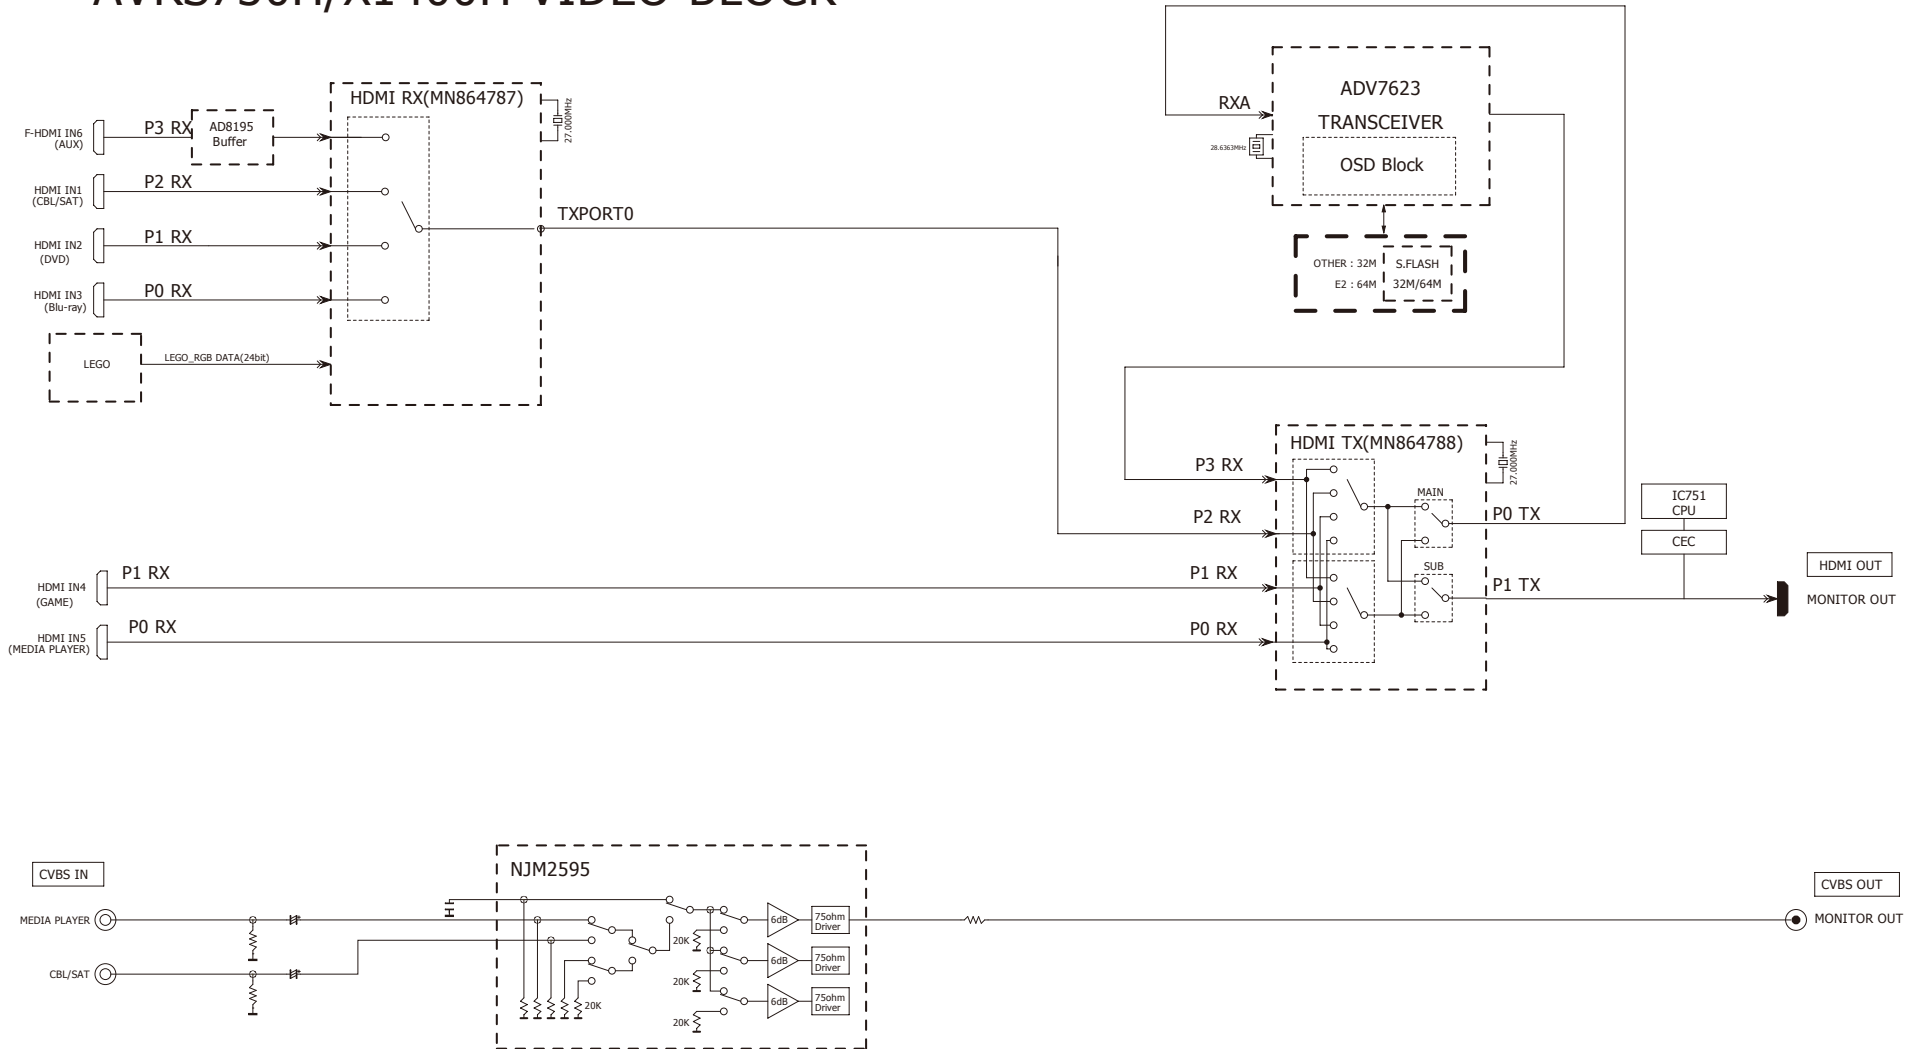 HDMI RX(MN864787)
27.000MHz
F-HDMI IN6
(AUX)
P3 RX
AD8195
Buffer
HDMI IN1
(CBL/SAT)
P2 RX
TXPORT0
HDMI IN2
(DVD)
P1 RX
HDMI IN3
(Blu-ray)
P0 RX
LEGO
LEGO_RGB DATA(24bit)
ADV7623
TRANSCEIVER
OSD Block
RXA
28.6363MHz
OTHER : 32M
E2 : 64M
S.FLASH
32M/64M
HDMI TX(MN864788)
27.000MHz
P3 RX
P2 RX
P1 RX
P0 RX
MAIN
SUB
P0 TX
P1 TX
IC751
CPU
CEC
HDMI OUT
MONITOR OUT
HDMI IN4
(GAME)
P1 RX
HDMI IN5
(MEDIA PLAYER)
P0 RX
CVBS IN
MEDIA PLAYER
CBL/SAT
NJM2595
20K
20K
20K
20K
6dB
75ohm
Driver
6dB
75ohm
Driver
6dB
75ohm
Driver
CVBS OUT
MONITOR OUT